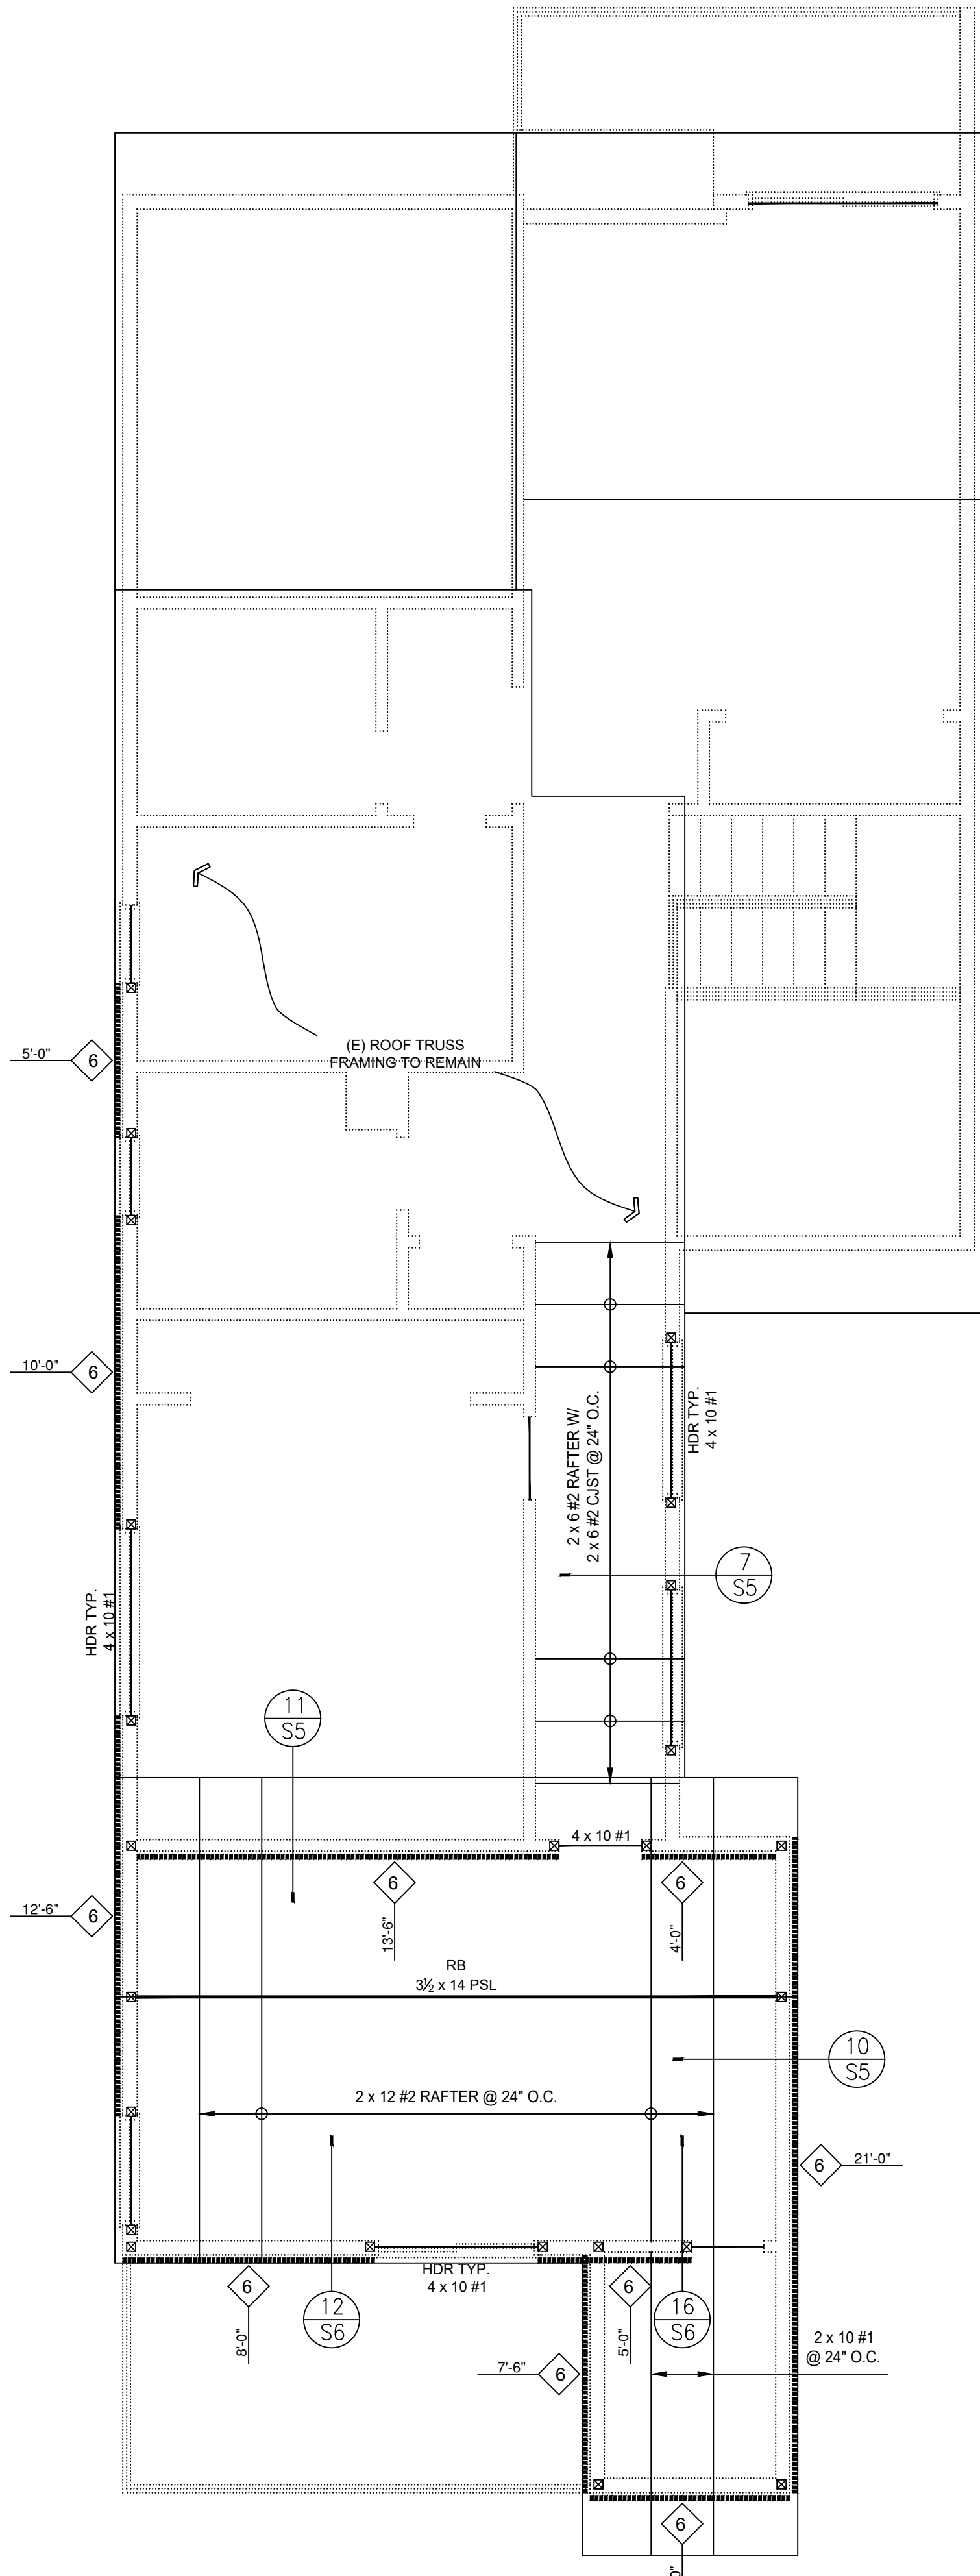 (E) ROOF TRUSS
FRAMING TO REMAIN
5'-0"
6
10'-0"
6
HDR TYP.
4 x 10 #1
2 x 6 #2 RAFTER W/
2 x 6 #2 CJST @ 24" O.C.
7
S5
HDR TYP.
4 x 10 #1
11
S5
4 x 10 #1
12'-6"
6
6
13'-6"
6
4'-0"
RB
3½ x 14 PSL
10
S5
2 x 12 #2 RAFTER @ 24" O.C.
6
21'-0"
HDR TYP.
4 x 10 #1
6
8'-0"
12
S6
6
5'-0"
16
S6
2 x 10 #1
@ 24" O.C.
7'-6"
6
6